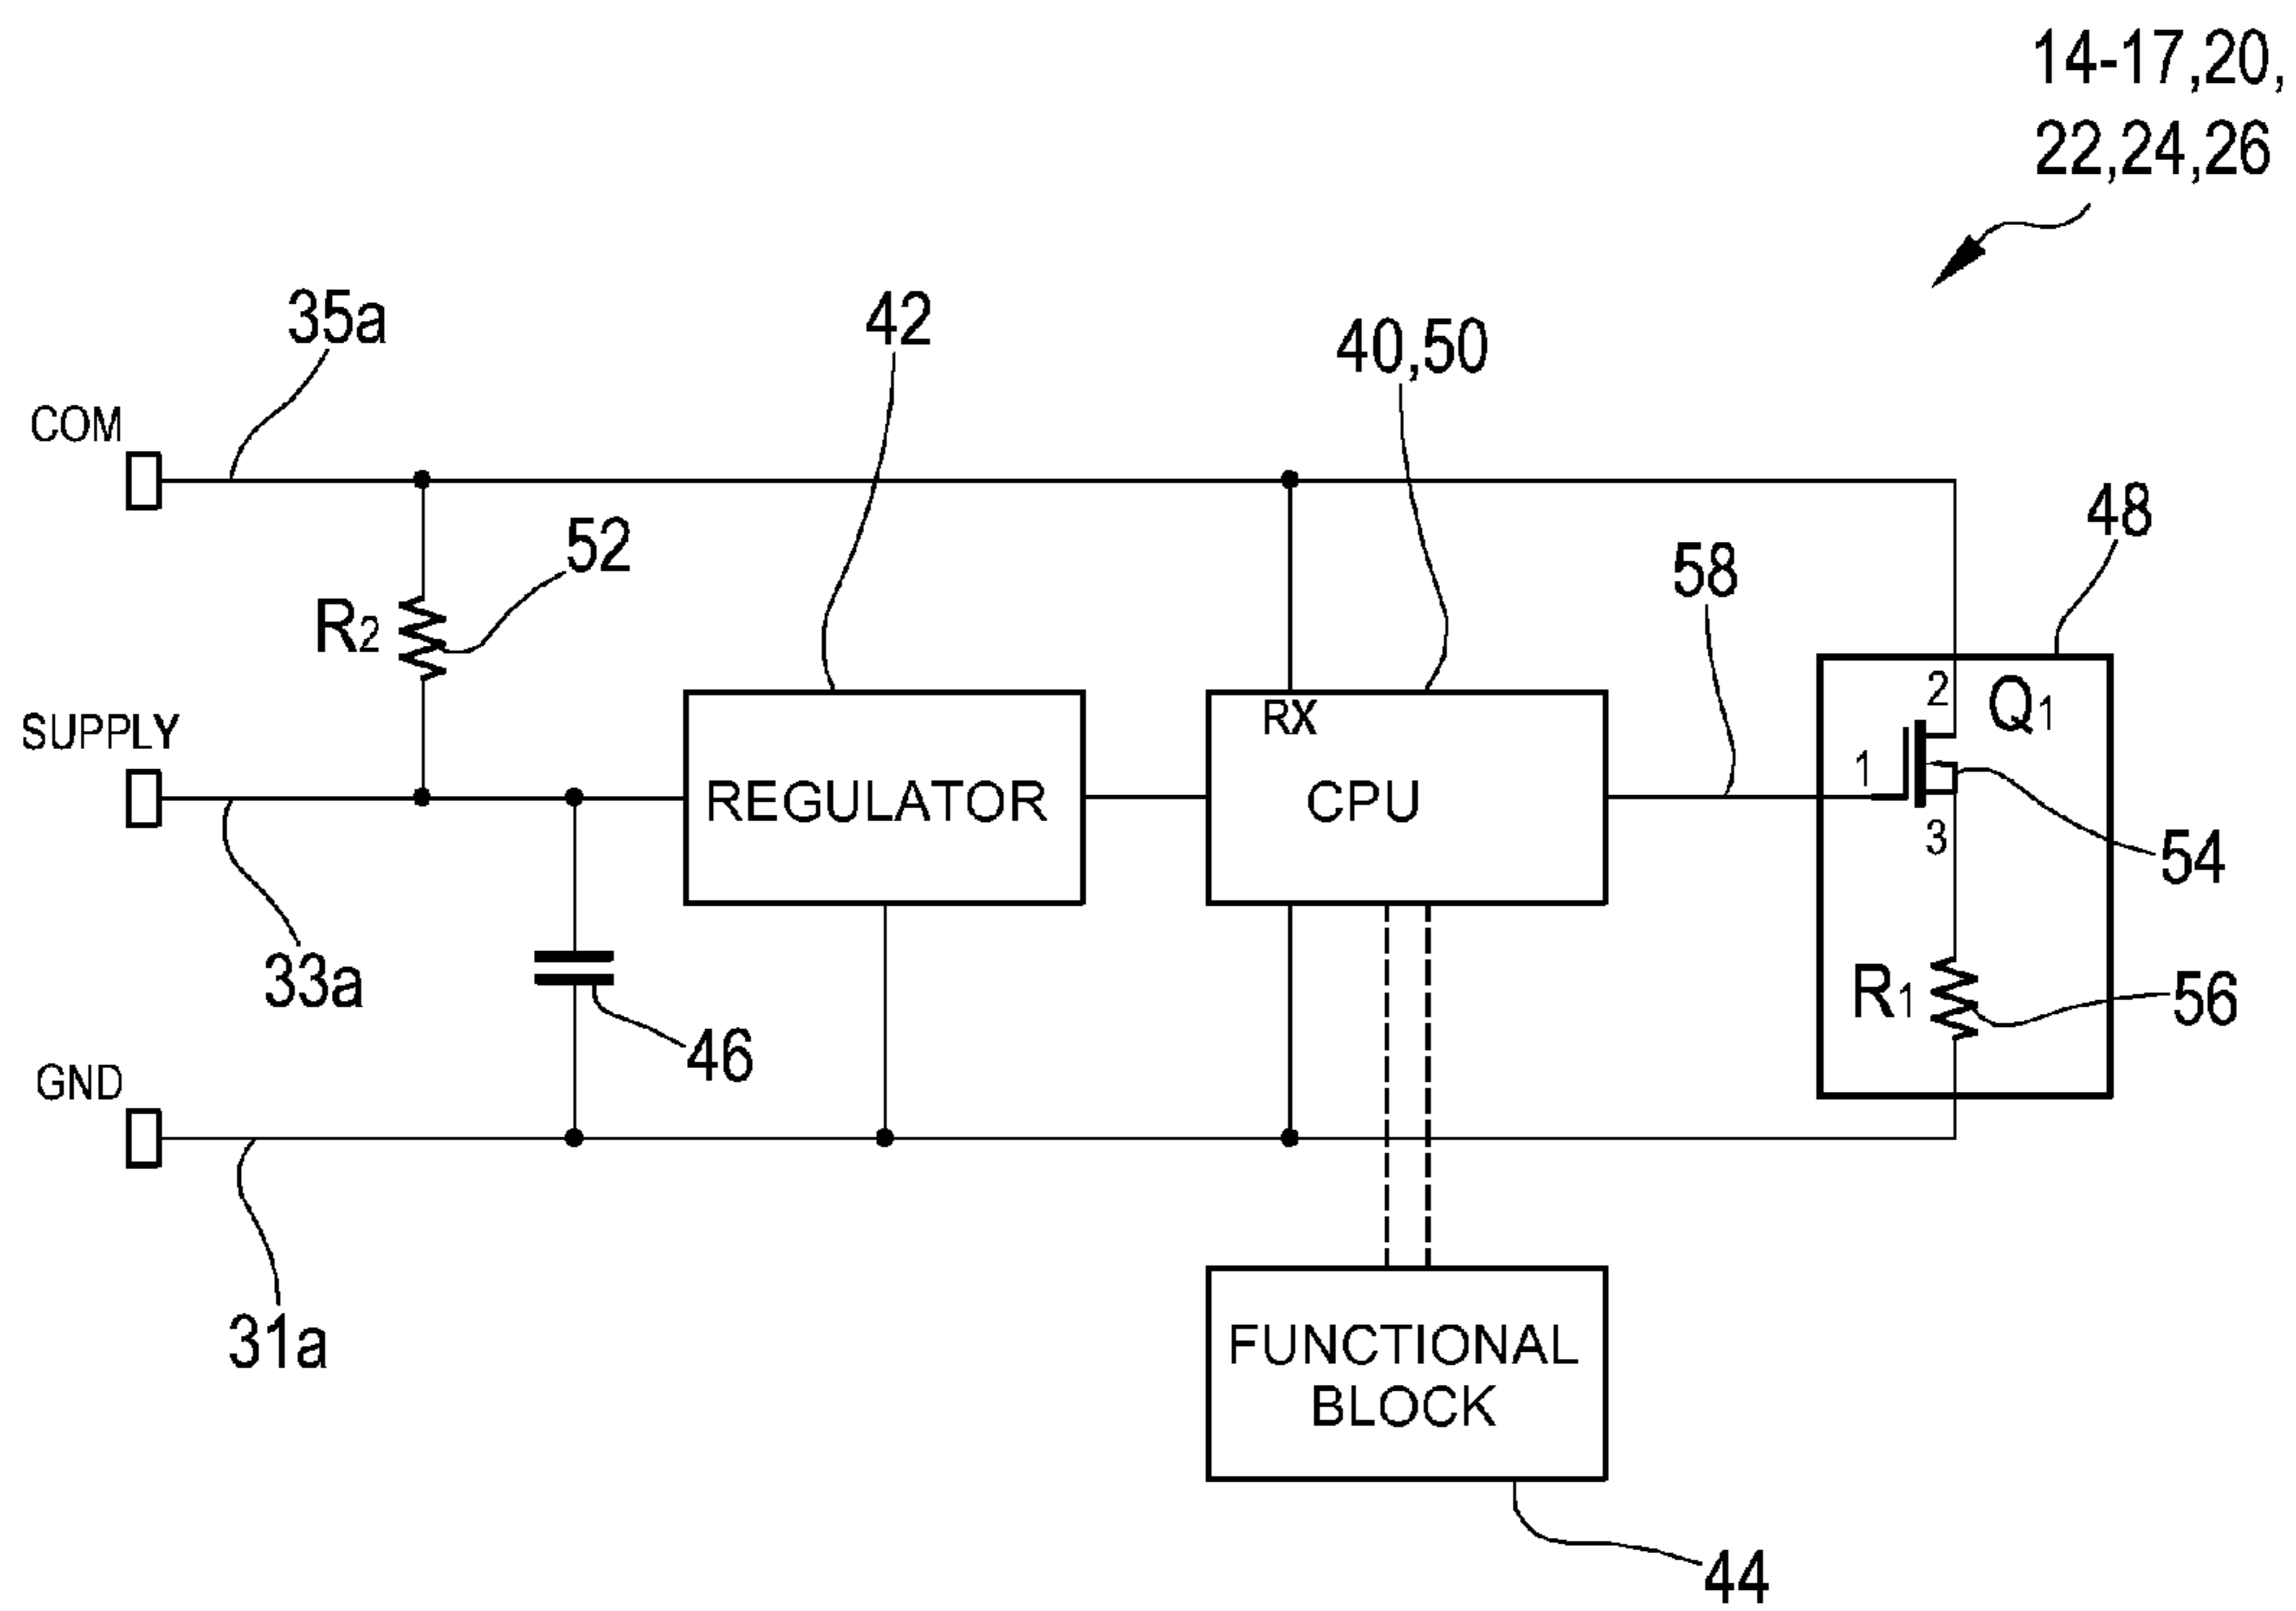 14-17,20,
22,24,26
35a
42
40,50
COM
48
52
58
R2
2
Q1
RX
SUPPLY
1
REGULATOR
CPU
3
54
33a
R1
56
46
GND
31a
FUNCTIONAL
BLOCK
44